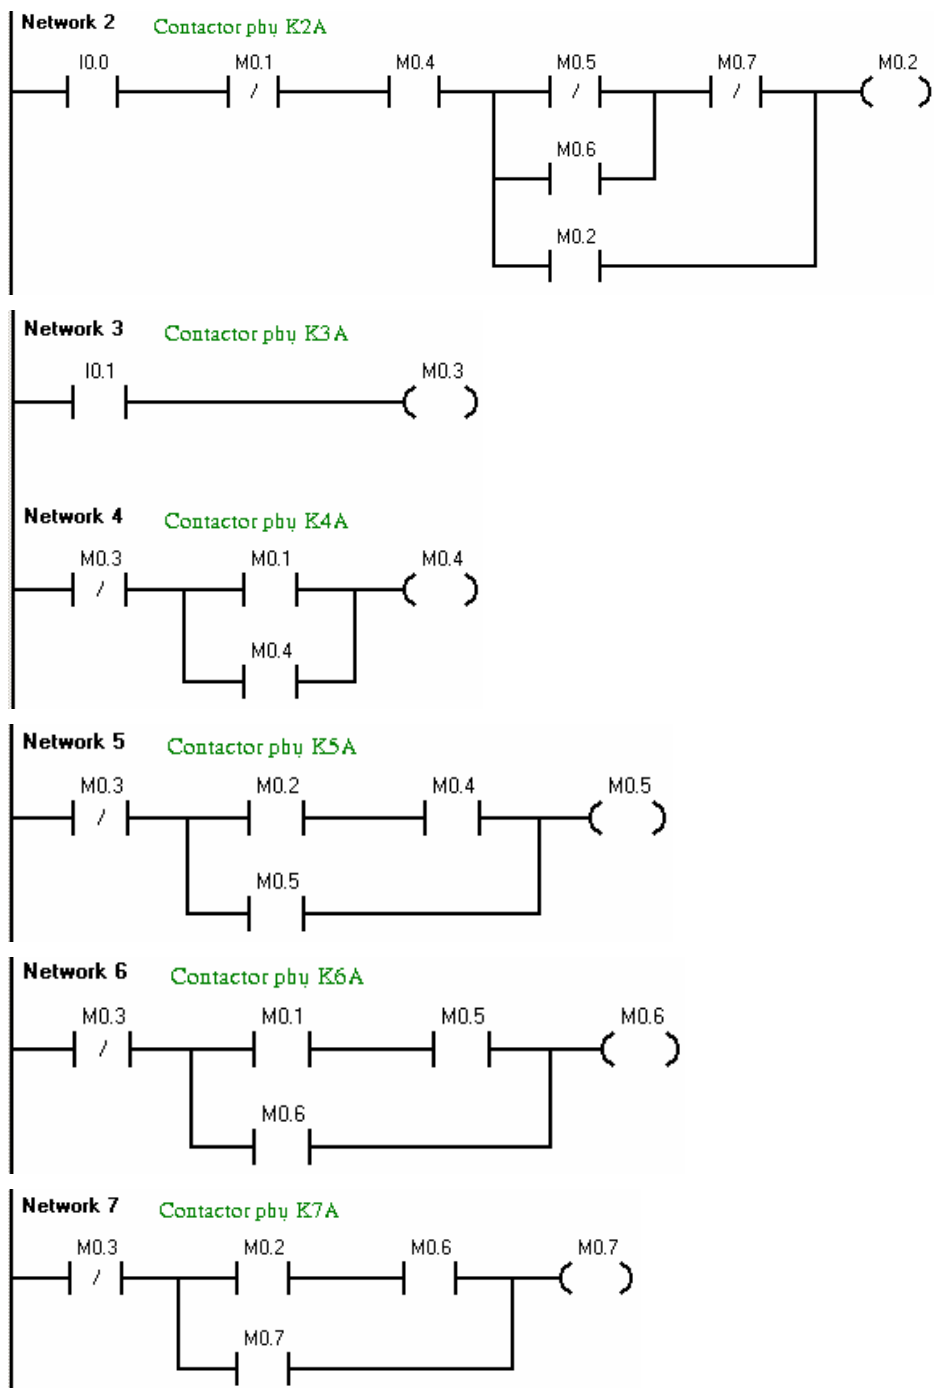 Network 2 Contactor phụ K2A
I0.0 M0.1 M0.4 M0.5 M0.7 M0.2
/ / /
M0.6
M0.2
Network 3 Contactor phụ K3A
I0.1 M0.3
Network 4 Contactor phụ K4A
M0.3 M0.1 M0.4
/
M0.4
Network 5 Contactor phụ K5A
M0.3 M0.2 M0.4 M0.5
/
M0.5
Network 6 Contactor phụ K6A
M0.3 M0.1 M0.5 M0.6
/
M0.6
Network 7 Contactor phụ K7A
M0.3 M0.2 M0.6 M0.7
/
M0.7